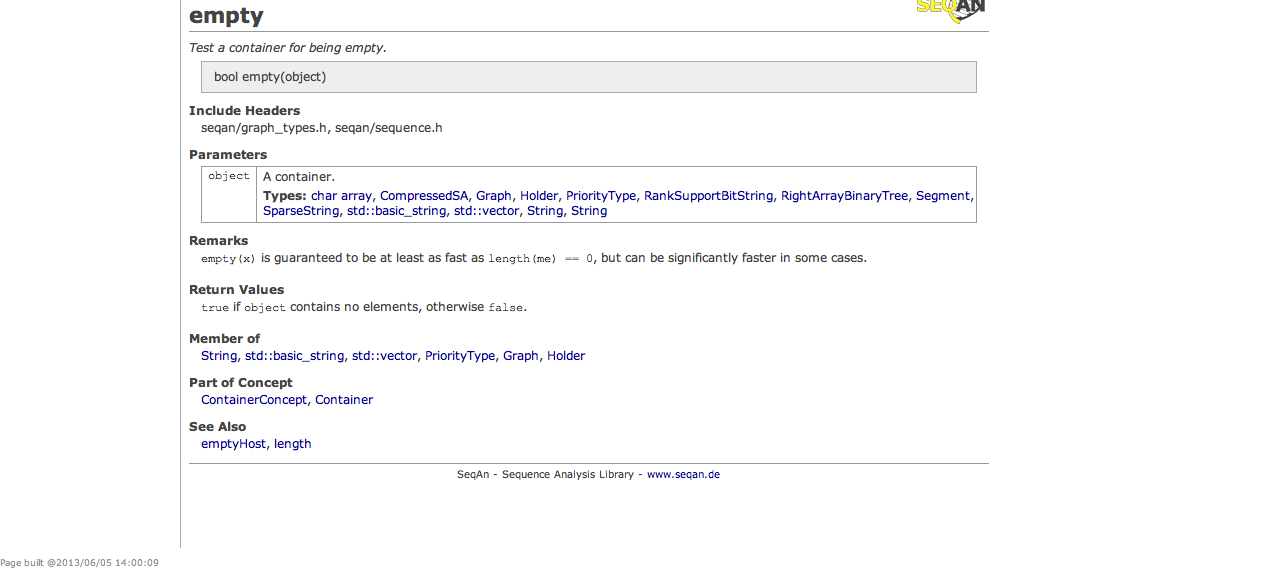 SEQAN
empty
Test a container for being empty.
bool empty(object)
Include Headers
seqan/graph_types.h, seqan/sequence.h
Parameters
object A container.
Types: char array, CompressedSA, Graph, Holder, PriorityType, RankSupportBitString, RightArrayBinaryTree, Segment,
SparseString, std::basic_string, std::vector, String, String
Remarks
empty(x) is guaranteed to be at least as fast as length(me) == 0, but can be significantly faster in some cases.
Return Values
true if object contains no elements, otherwise false.
Member of
String, std::basic_string, std::vector, PriorityType, Graph, Holder
Part of Concept
ContainerConcept, Container
See Also
emptyHost, length
SeqAn - Sequence Analysis Library - www.seqan.de
Page built @2013/06/05 14:00:09